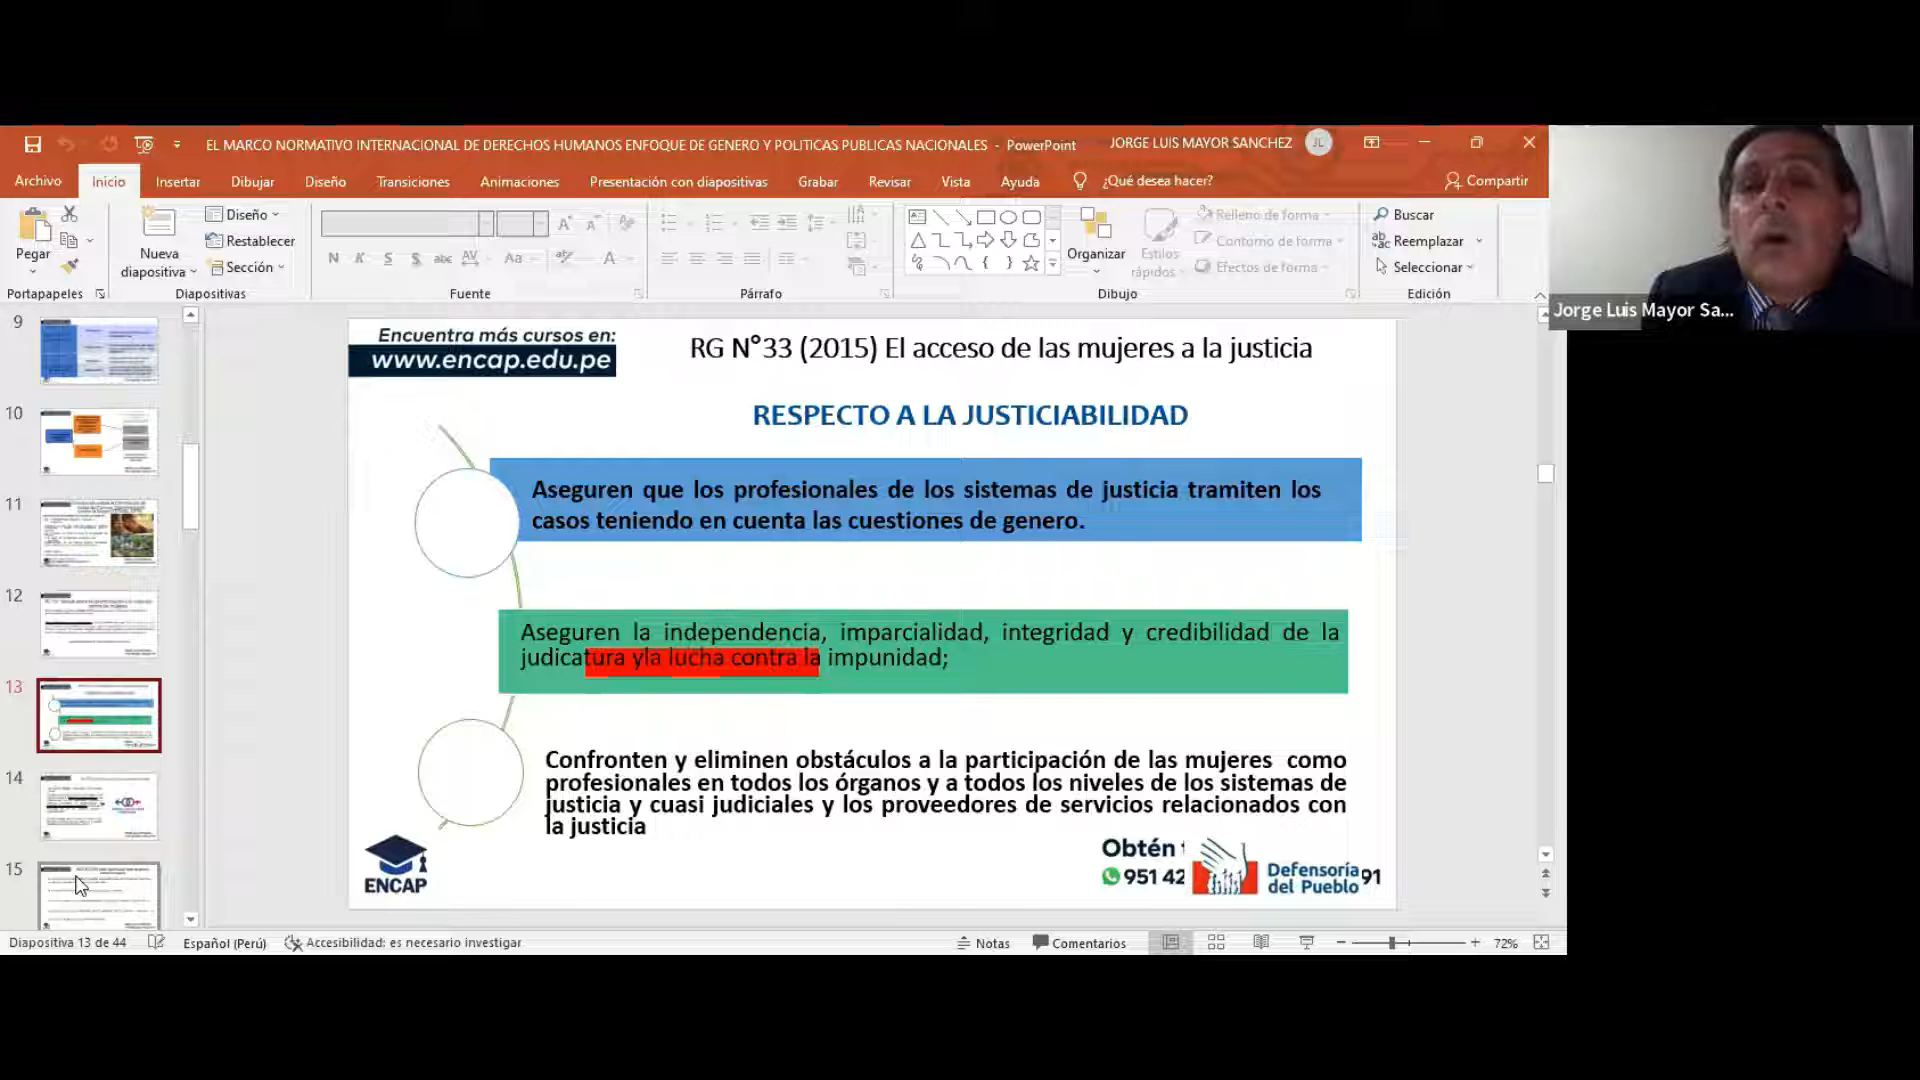 EL MARCO NORMATIVO INTERNACIONAL DE DERECHOS HUMANOS ENFOQUE DE GENERO Y POLITICAS PUBLICAS NACIONALES - PowerPoint
JORGE LUIS MAYOR SANCHEZ
JL
Archivo
Inicio
Insertar
Dibujar
Diseño
Transiciones
Animaciones
Presentación con diapositivas
Grabar
Revisar
Vista
Ayuda
¿Qué desea hacer?
Compartir
Pegar
Portapapeles
Nueva
diapositiva
Diseño
Restablecer
Sección
Diapositivas
N K S S abc AV Aa A
Fuente
Párrafo
Organizar
Estilos
rápidos
Relleno de forma
Contorno de forma
Efectos de forma
Dibujo
Buscar
Reemplazar
Seleccionar
Edición
Jorge Luis Mayor Sa...
9
10
11
12
13
14
15
Encuentra más cursos en:
www.encap.edu.pe
RG N°33 (2015) El acceso de las mujeres a la justicia
RESPECTO A LA JUSTICIABILIDAD
Aseguren que los profesionales de los sistemas de justicia tramiten los
casos teniendo en cuenta las cuestiones de genero.
Aseguren la independencia, imparcialidad, integridad y credibilidad de la
judicatura yla lucha contra la impunidad;
Confronten y eliminen obstáculos a la participación de las mujeres como
profesionales en todos los órganos y a todos los niveles de los sistemas de
justicia y cuasi judiciales y los proveedores de servicios relacionados con
la justicia
ENCAP
Obtén
951 42
Defensoría
del Pueblo
91
Diapositiva 13 de 44
Español (Perú)
Accesibilidad: es necesario investigar
Notas
Comentarios
72%